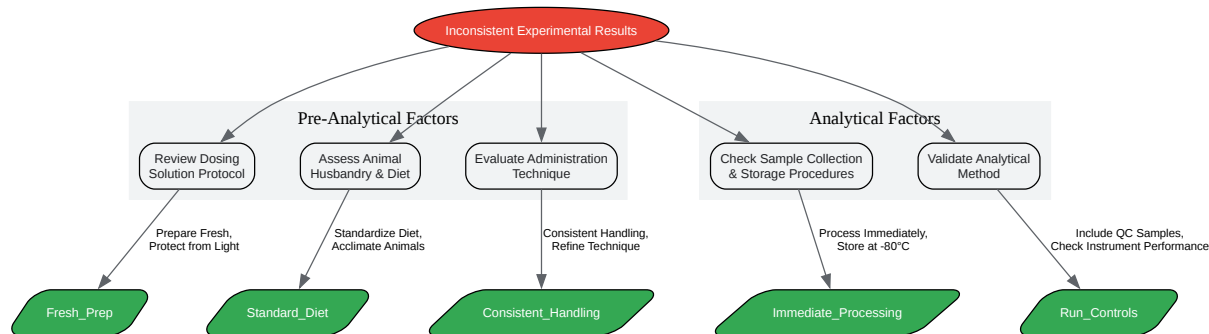 Inconsistent Experimental Results
Pre-Analytical Factors
Analytical Factors
Review Dosing
Solution Protocol
Assess Animal
Husbandry & Diet
Evaluate Administration
Technique
Check Sample Collection
& Storage Procedures
Validate Analytical
Method
Prepare Fresh,
Protect from Light
Standardize Diet,
Acclimate Animals
Consistent Handling,
Refine Technique
Process Immediately,
Store at -80°C
Include QC Samples,
Check Instrument Performance
Fresh_Prep
Standard_Diet
Consistent_Handling
Immediate_Processing
Run_Controls